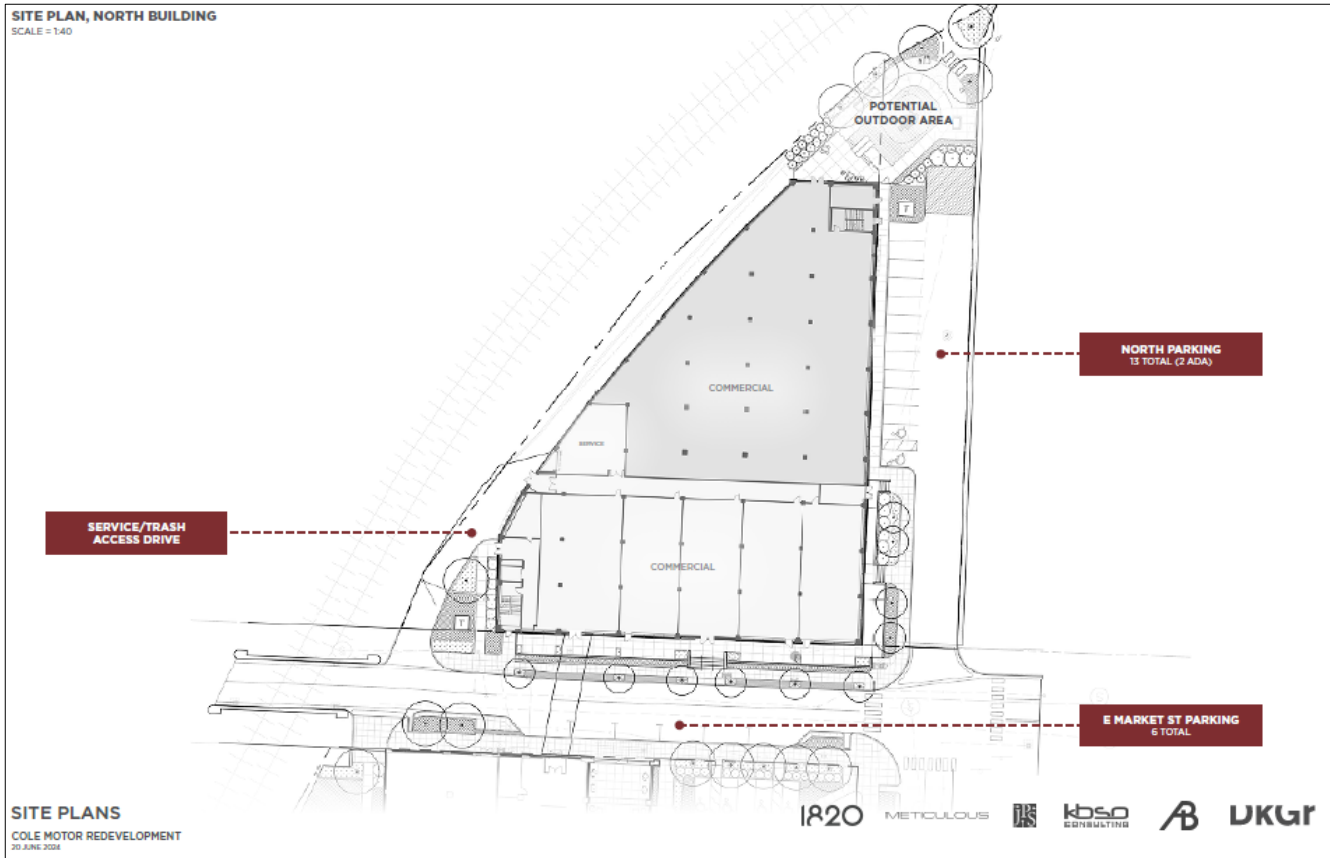 SITE PLAN, NORTH BUILDING
SCALE = 1:40
POTENTIAL
OUTDOOR AREA
T
NORTH PARKING
13 TOTAL (2 ADA)
COMMERCIAL
SERVICE
SERVICE/TRASH
ACCESS DRIVE
COMMERCIAL
T
E MARKET ST PARKING
6 TOTAL
SITE PLANS
COLE MOTOR REDEVELOPMENT
20 JUNE 2024
1820
METICULOUS
kbso
CONSULTING
AB
DKGr